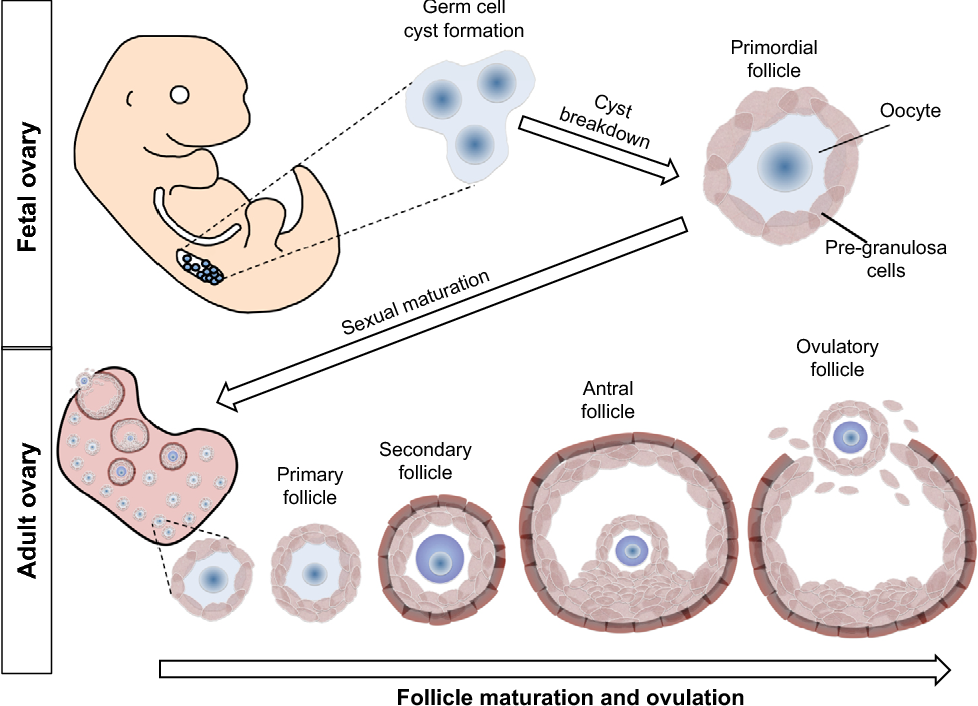 Fetal ovary
Germ cell
cyst formation
Cyst
breakdown
Primordial
follicle
Oocyte
Pre-granulosa
cells
Sexual maturation
Adult ovary
Primary
follicle
Secondary
follicle
Antral
follicle
Ovulatory
follicle
Follicle maturation and ovulation